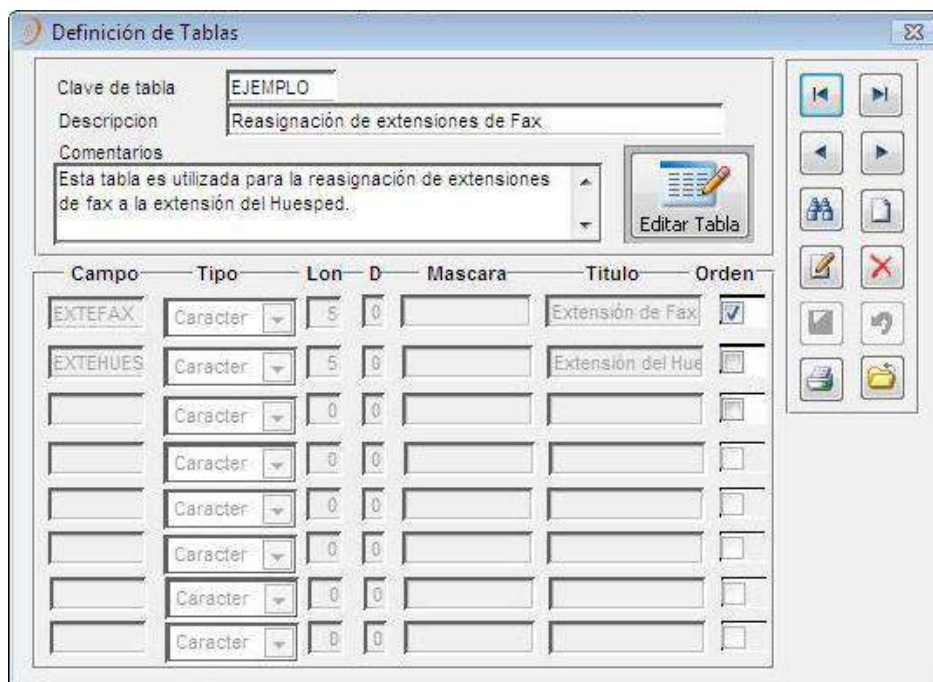 Definición de Tablas
Clave de tabla EJEMPLO
Descripcion Reasignación de extensiones de Fax
Comentarios
Esta tabla es utilizada para la reasignación de extensiones
de fax a la extensión del Huesped.
Editar Tabla
Campo Tipo Lon D Mascara Titulo Orden
EXTEFAX Caracter 5 0 Extensión de Fax
EXTEHUES Caracter 5 0 Extensión del Hue
Caracter 0 0
Caracter 0 0
Caracter 0 0
Caracter 0 0
Caracter 0 0
Caracter 0 0